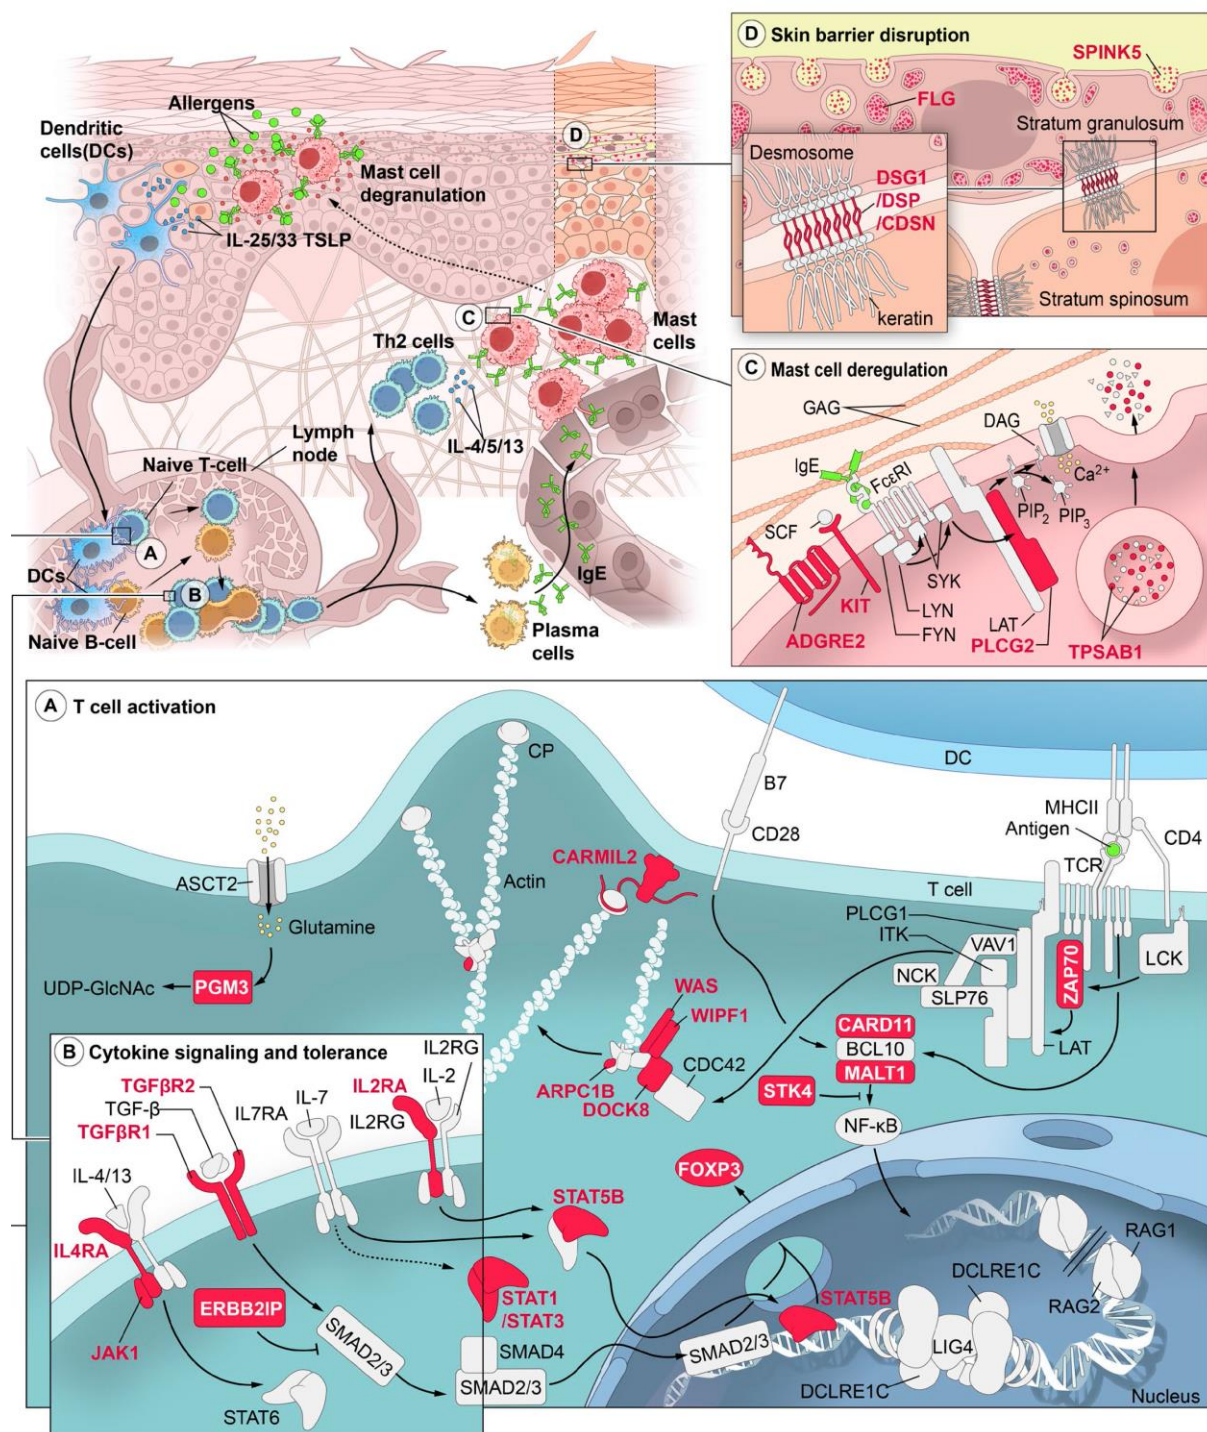 Allergens
Dendritic
cells(DCs)
Mast cell
degranulation
IL-25/33 TSLP
D
C
Mast
cells
Th2 cells
IL-4/5/13
Lymph
node
Naive T-cell
A
DCs
B
Naive B-cell
IgE
Plasma
cells
D Skin barrier disruption
SPINK5
FLG
Stratum granulosum
Desmosome
DSG1
/DSP
/CDSN
keratin
Stratum spinosum
C Mast cell deregulation
GAG
DAG
IgE
FcεRI
Ca²⁺
PIP₂
PIP₃
SCF
SYK
KIT
LYN
FYN
ADGRE2
LAT
PLCG2
TPSAB1
A T cell activation
CP
DC
B7
MHCII
Antigen
CD4
CD28
TCR
CARMIL2
ASCT2
Actin
T cell
Glutamine
PLCG1
ITK
VAV1
NCK
SLP76
ZAP70
LCK
LAT
UDP-GlcNAc
PGM3
WAS
WIPF1
CARD11
BCL10
MALT1
CDC42
ARPC1B
DOCK8
STK4
NF-κB
FOXP3
RAG1
DCLRE1C
RAG2
STAT5B
SMAD2/3
LIG4
DCLRE1C
Nucleus
B Cytokine signaling and tolerance
IL2RG
TGFβR2
IL2RA
IL-2
TGF-β
IL-7
IL7RA
IL2RG
TGFβR1
IL-4/13
STAT5B
IL4RA
ERBB2IP
STAT1
/STAT3
JAK1
SMAD2/3
SMAD4
SMAD2/3
STAT6